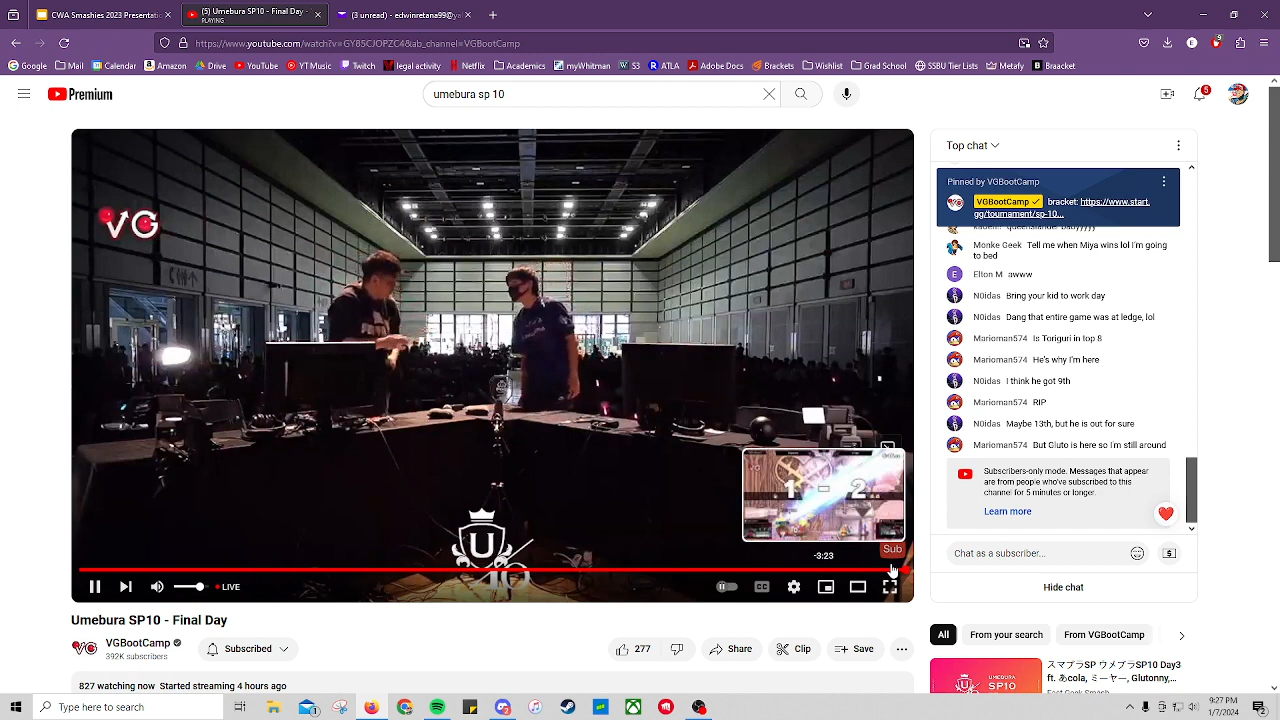 CWA Smashies 2023 Presentat
(5) Umebura SP10 - Final Day -
PLAYING
(3 unread) - edwinretana99@ya
https://www.youtube.com/watch?v=GY85CJOPZC4&ab_channel=VGBootCamp
Google
Mail
Calendar
Amazon
Drive
YouTube
YT Music
Twitch
legal activity
Netflix
Academics
myWhitman
S3
ATLA
Adobe Docs
Brackets
Wishlist
Grad School
SSBU Tier Lists
Metafy
Braacket
Premium
umebura sp 10
5
VG
U
1 - 2
Sub
-3:23
LIVE
CC
Top chat
Pinned by VGBootCamp
VGBootCamp bracket: https://www.start.
gg/tournament/sp-10...
Monke Geek Tell me when Miya wins lol I'm going
to bed
Elton M awww
N0idas Bring your kid to work day
N0idas Dang that entire game was at ledge, lol
Marioman574 Is Toriguri in top 8
Marioman574 He's why I'm here
N0idas I think he got 9th
Marioman574 RIP
N0idas Maybe 13th, but he is out for sure
Marioman574 But Gluto is here so I'm still around
Subscribers-only mode. Messages that appear
are from people who've subscribed to this
channel for 5 minutes or longer.
Learn more
Chat as a subscriber...
Hide chat
Umebura SP10 - Final Day
VG
VGBootCamp
392K subscribers
Subscribed
277
Share
Clip
Save
827 watching now Started streaming 4 hours ago
All
From your search
From VGBootCamp
スマブラSP ウメブラSP10 Day3
ft. あcola, ミーヤー, Glutonny,...
UMEBURA
SP10
Type here to search
9:27 PM
1/7/2024